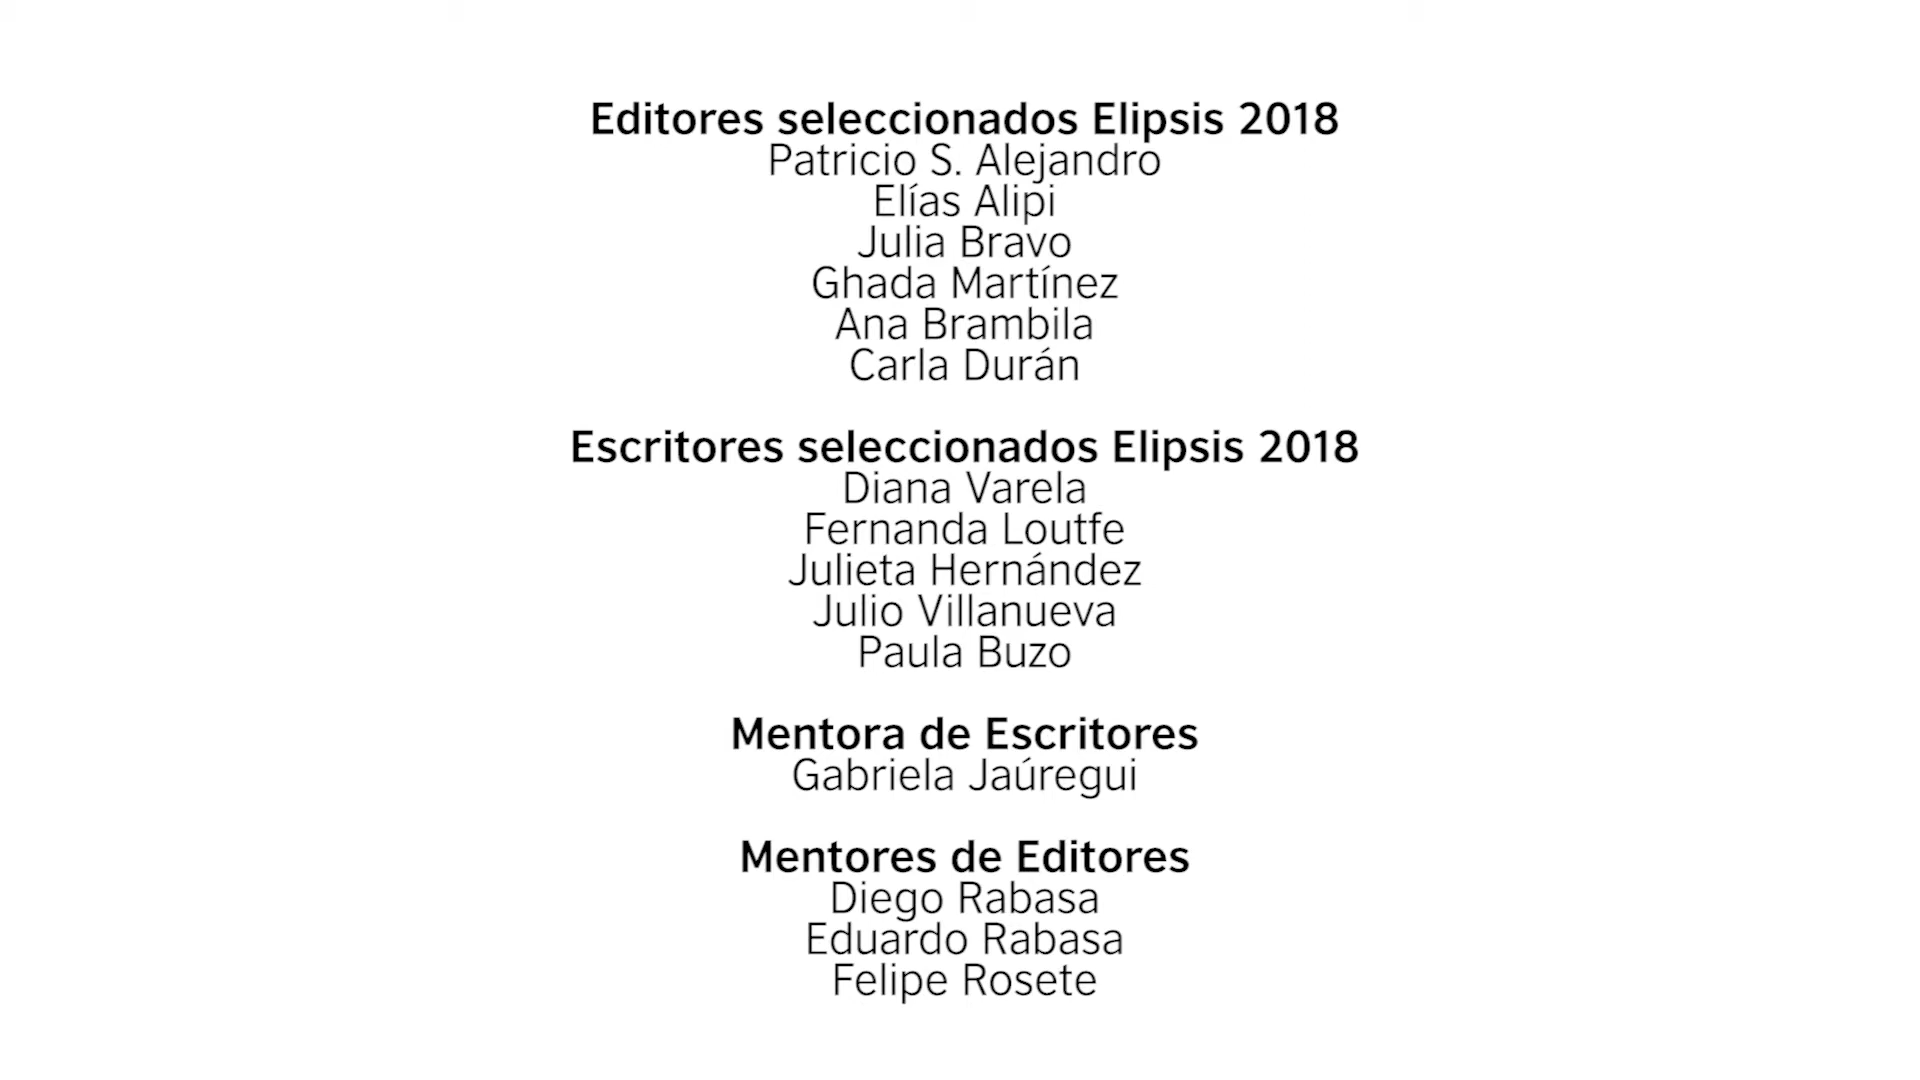 Editores seleccionados Elipsis 2018
Patricio S. Alejandro
Elías Alipi
Julia Bravo
Ghada Martínez
Ana Brambila
Carla Durán
Escritores seleccionados Elipsis 2018
Diana Varela
Fernanda Loutfe
Julieta Hernández
Julio Villanueva
Paula Buzo
Mentora de Escritores
Gabriela Jaúregui
Mentores de Editores
Diego Rabasa
Eduardo Rabasa
Felipe Rosete